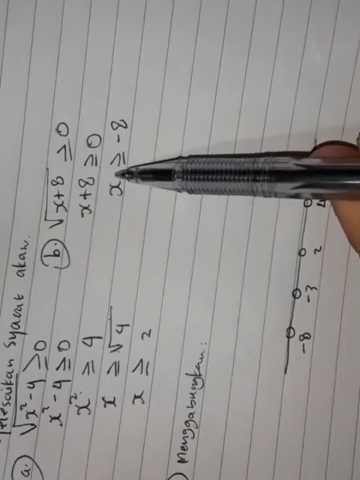 Selesaikan Syarat akar.
a. √x²-4 ≥ 0
x²-4 ≥ 0
x² ≥ 4
x ≥ √4
x ≥ 2
b. √x+8 ≥ 0
x+8 ≥ 0
x ≥ -8
) Menggabungkan:
-8 -3 2